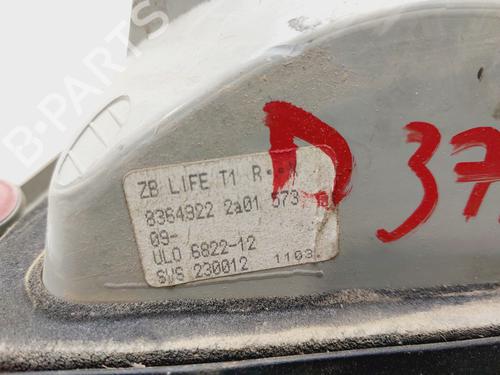 B-PARTS
ZB LIFE T1
8364922 2a01 573
09-
ULO 6822-12
SWS 230012 1103
D 37